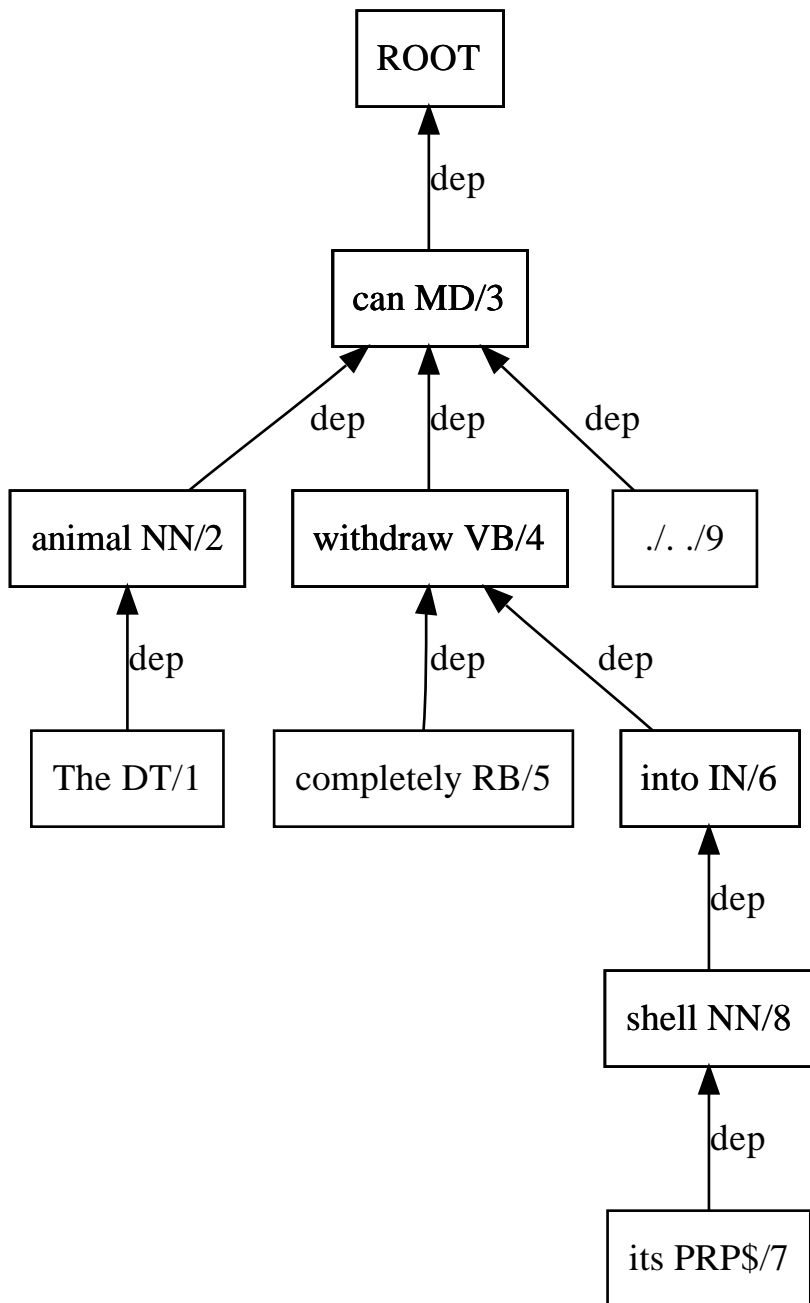 ROOT
dep
can MD/3
dep dep dep
animal NN/2 withdraw VB/4 ./. ./9
dep dep dep
The DT/1 completely RB/5 into IN/6
dep
shell NN/8
dep
its PRP$/7